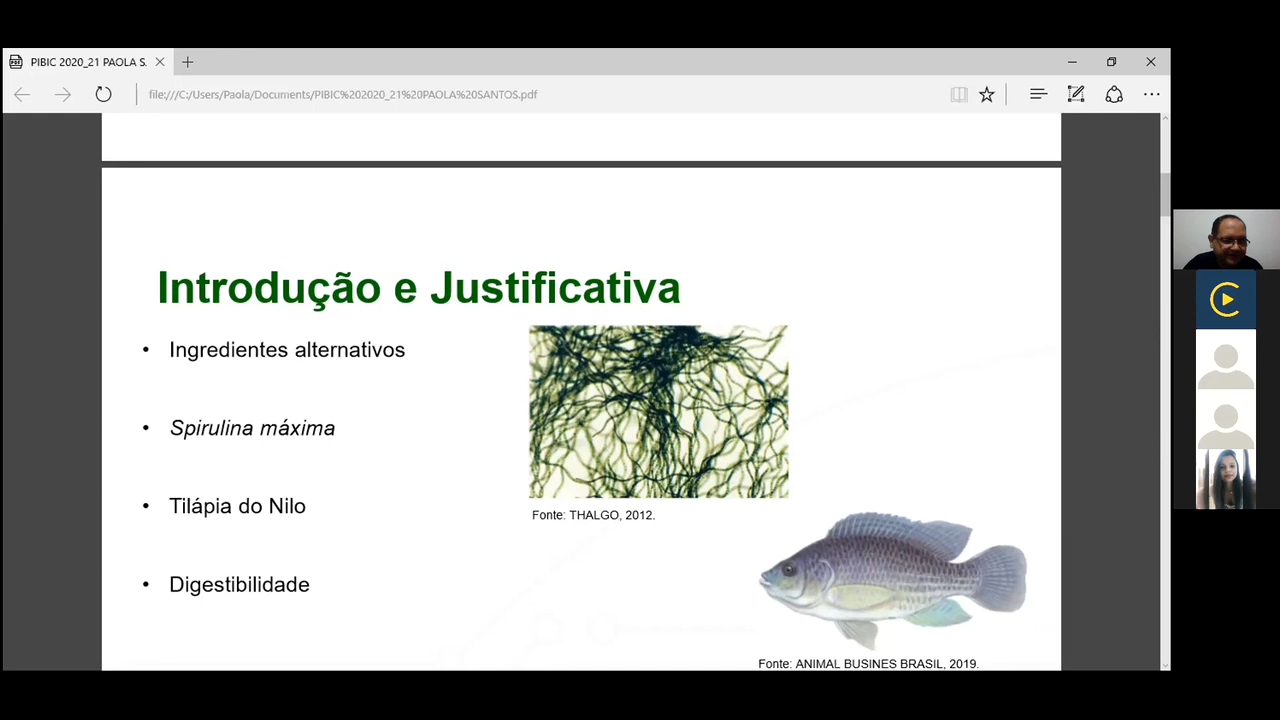 PIBIC 2020_21 PAOLA S.
file:///C:/Users/Paola/Documents/PIBIC%202020_21%20PAOLA%20SANTOS.pdf
Introdução e Justificativa
• Ingredientes alternativos
• Spirulina máxima
• Tilápia do Nilo
• Digestibilidade
Fonte: THALGO, 2012.
Fonte: ANIMAL BUSINES BRASIL, 2019.